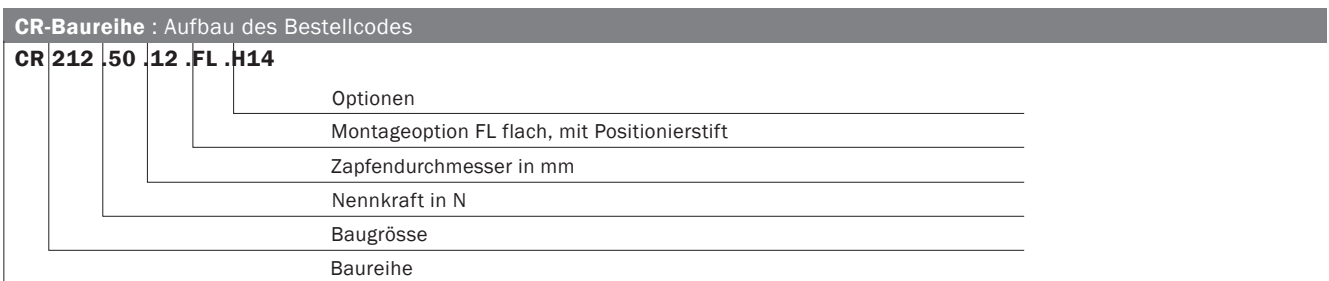 CR-Baureihe : Aufbau des Bestellcodes
CR 212 .50 .12 .FL .H14
Optionen
Montageoption FL flach, mit Positionierstift
Zapfendurchmesser in mm
Nennkraft in N
Baugrösse
Baureihe